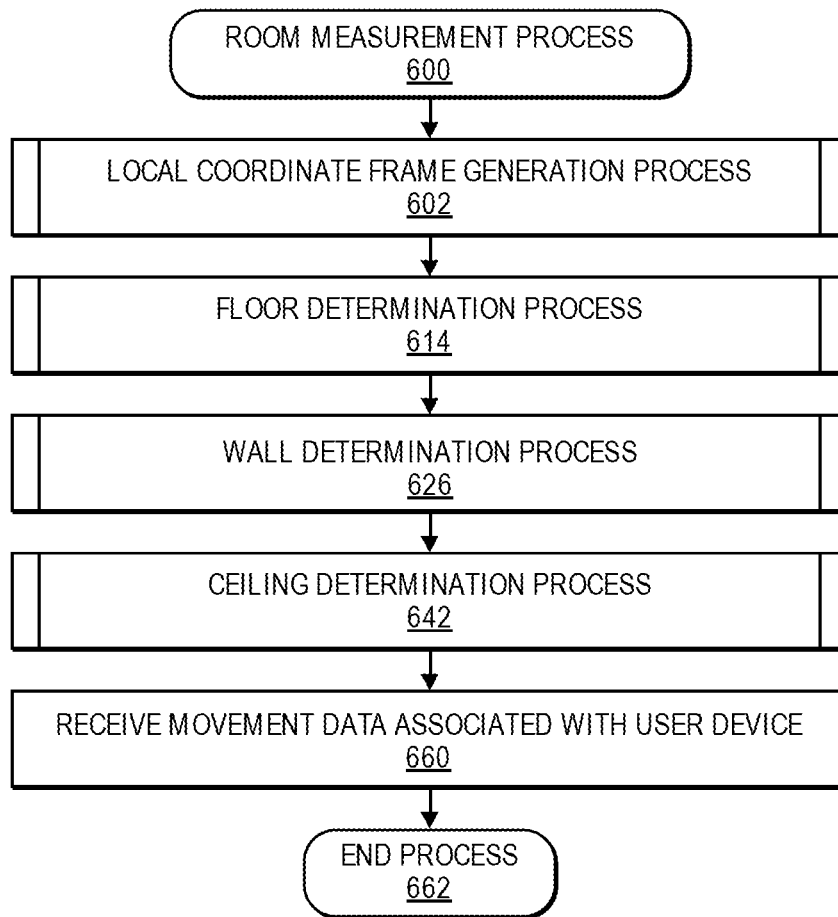 ROOM MEASUREMENT PROCESS
600
LOCAL COORDINATE FRAME GENERATION PROCESS
602
FLOOR DETERMINATION PROCESS
614
WALL DETERMINATION PROCESS
626
CEILING DETERMINATION PROCESS
642
RECEIVE MOVEMENT DATA ASSOCIATED WITH USER DEVICE
660
END PROCESS
662